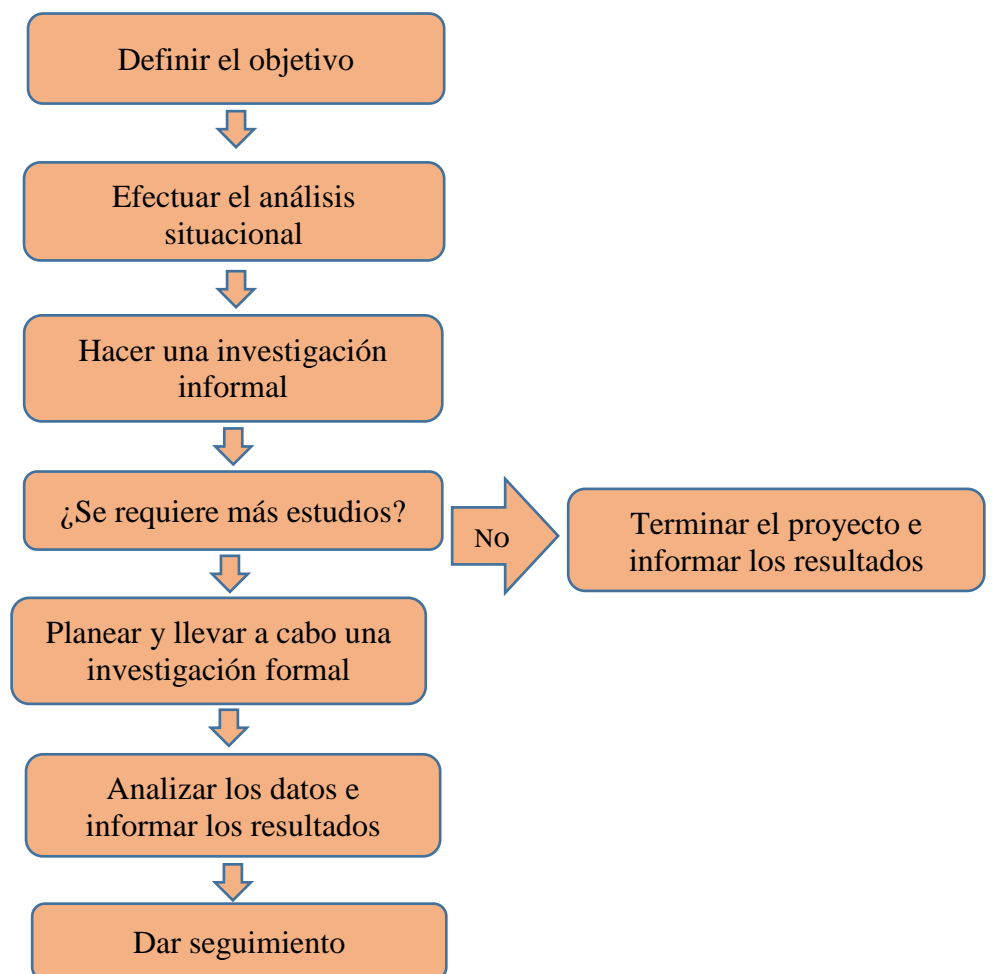 Definir el objetivo
Efectuar el análisis
situacional
Hacer una investigación
informal
¿Se requiere más estudios?
No
Terminar el proyecto e
informar los resultados
Planear y llevar a cabo una
investigación formal
Analizar los datos e
informar los resultados
Dar seguimiento